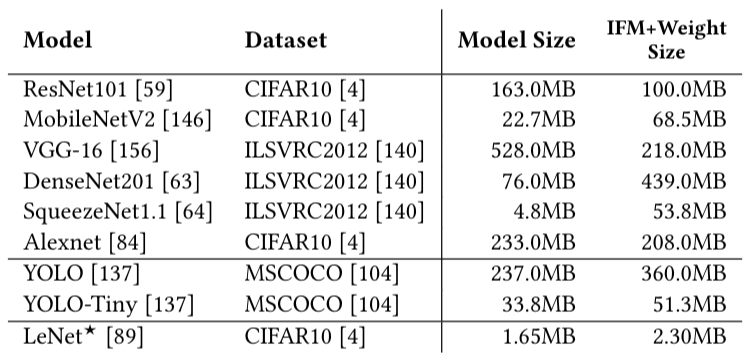 Model Dataset Model Size IFM+Weight Size
ResNet101 [59] CIFAR10 [4] 163.0MB 100.0MB
MobileNetV2 [146] CIFAR10 [4] 22.7MB 68.5MB
VGG-16 [156] ILSVRC2012 [140] 528.0MB 218.0MB
DenseNet201 [63] ILSVRC2012 [140] 76.0MB 439.0MB
SqueezeNet1.1 [64] ILSVRC2012 [140] 4.8MB 53.8MB
Alexnet [84] CIFAR10 [4] 233.0MB 208.0MB
YOLO [137] MSCOCO [104] 237.0MB 360.0MB
YOLO-Tiny [137] MSCOCO [104] 33.8MB 51.3MB
LeNet★ [89] CIFAR10 [4] 1.65MB 2.30MB